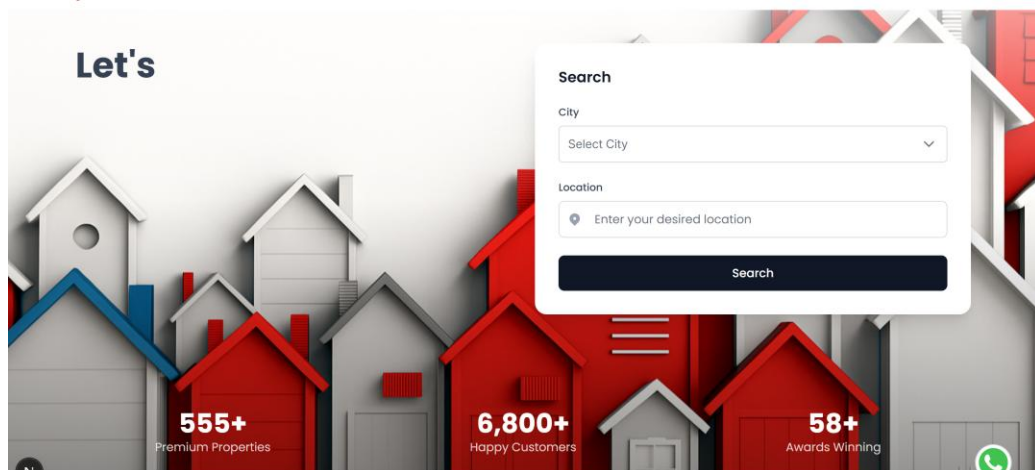 Let's
Search
City
Select City
Location
Enter your desired location
Search
555+
Premium Properties
6,800+
Happy Customers
58+
Awards Winning